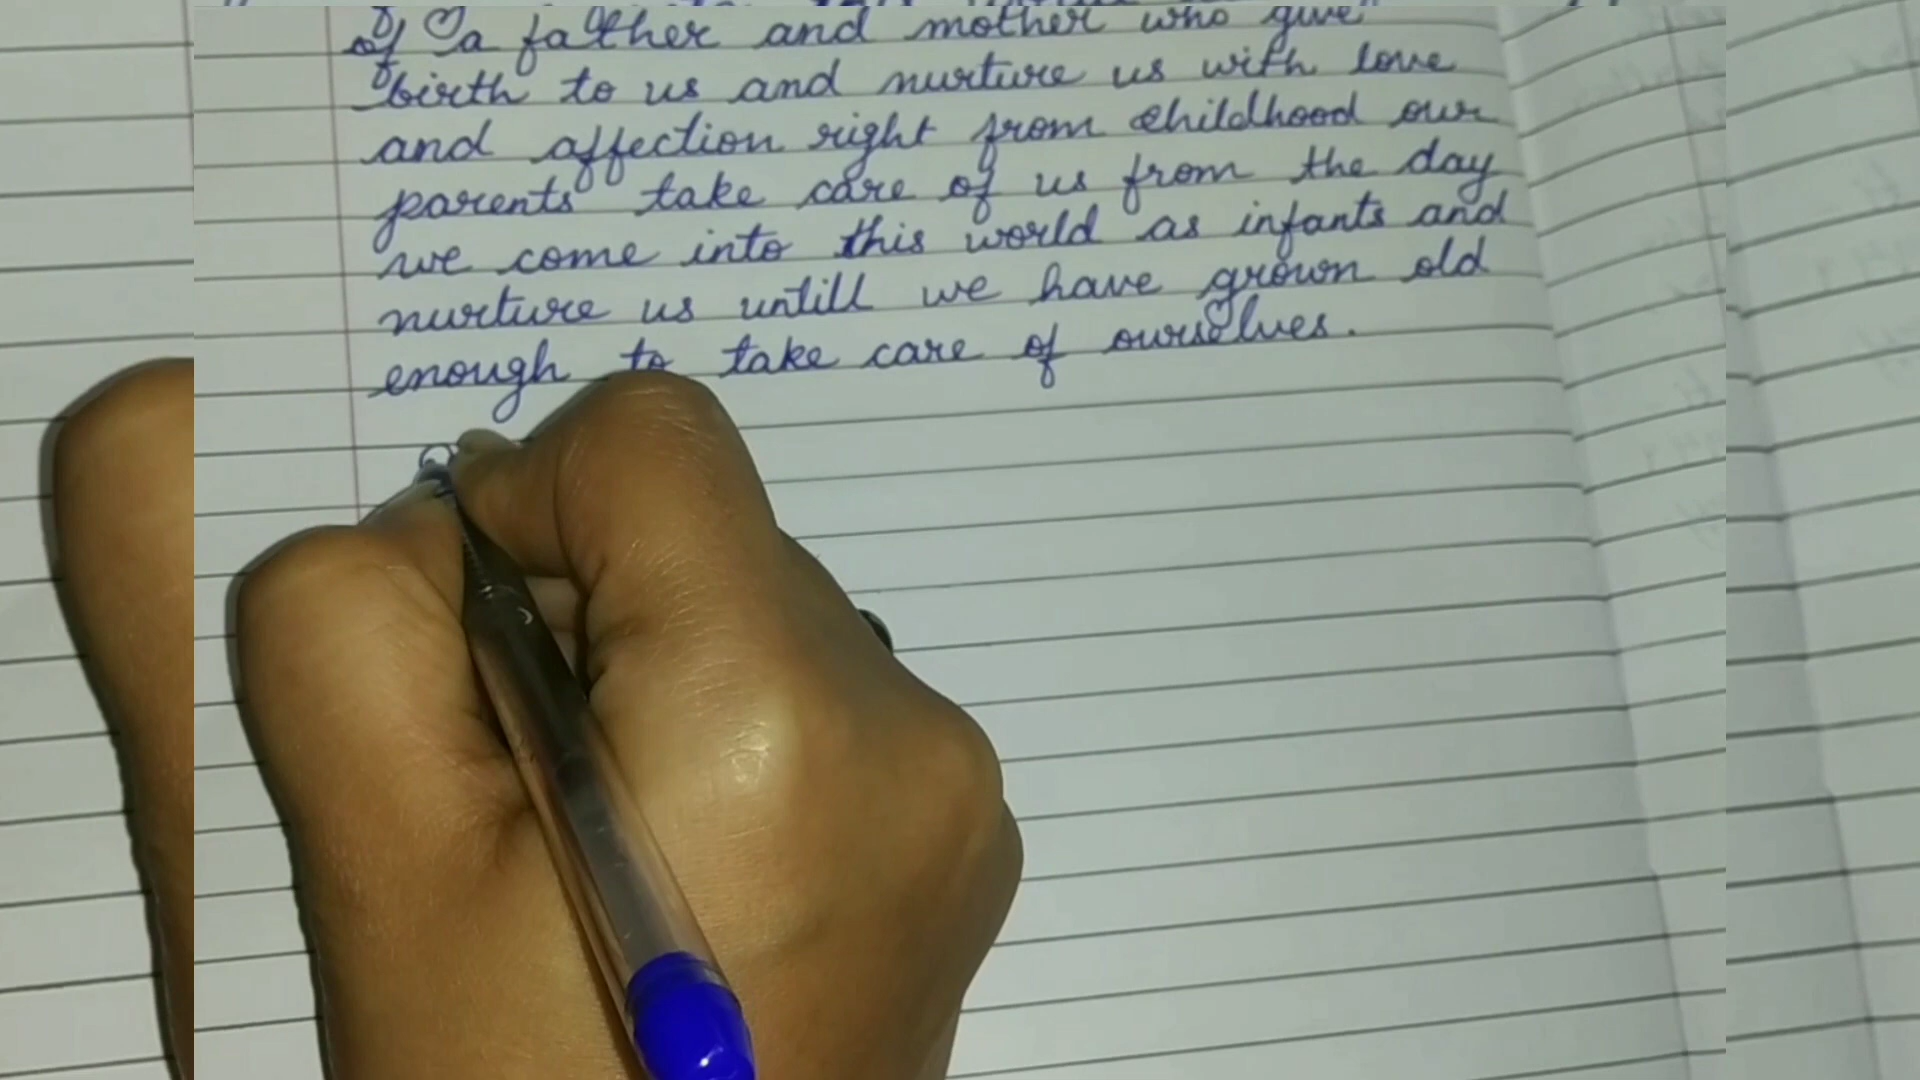 of a father and mother who give
birth to us and nurture us with love
and affection right from childhood our
parents take care of us from the day
we come into this world as infants and
nurture us untill we have grown old
enough to take care of ourselves.